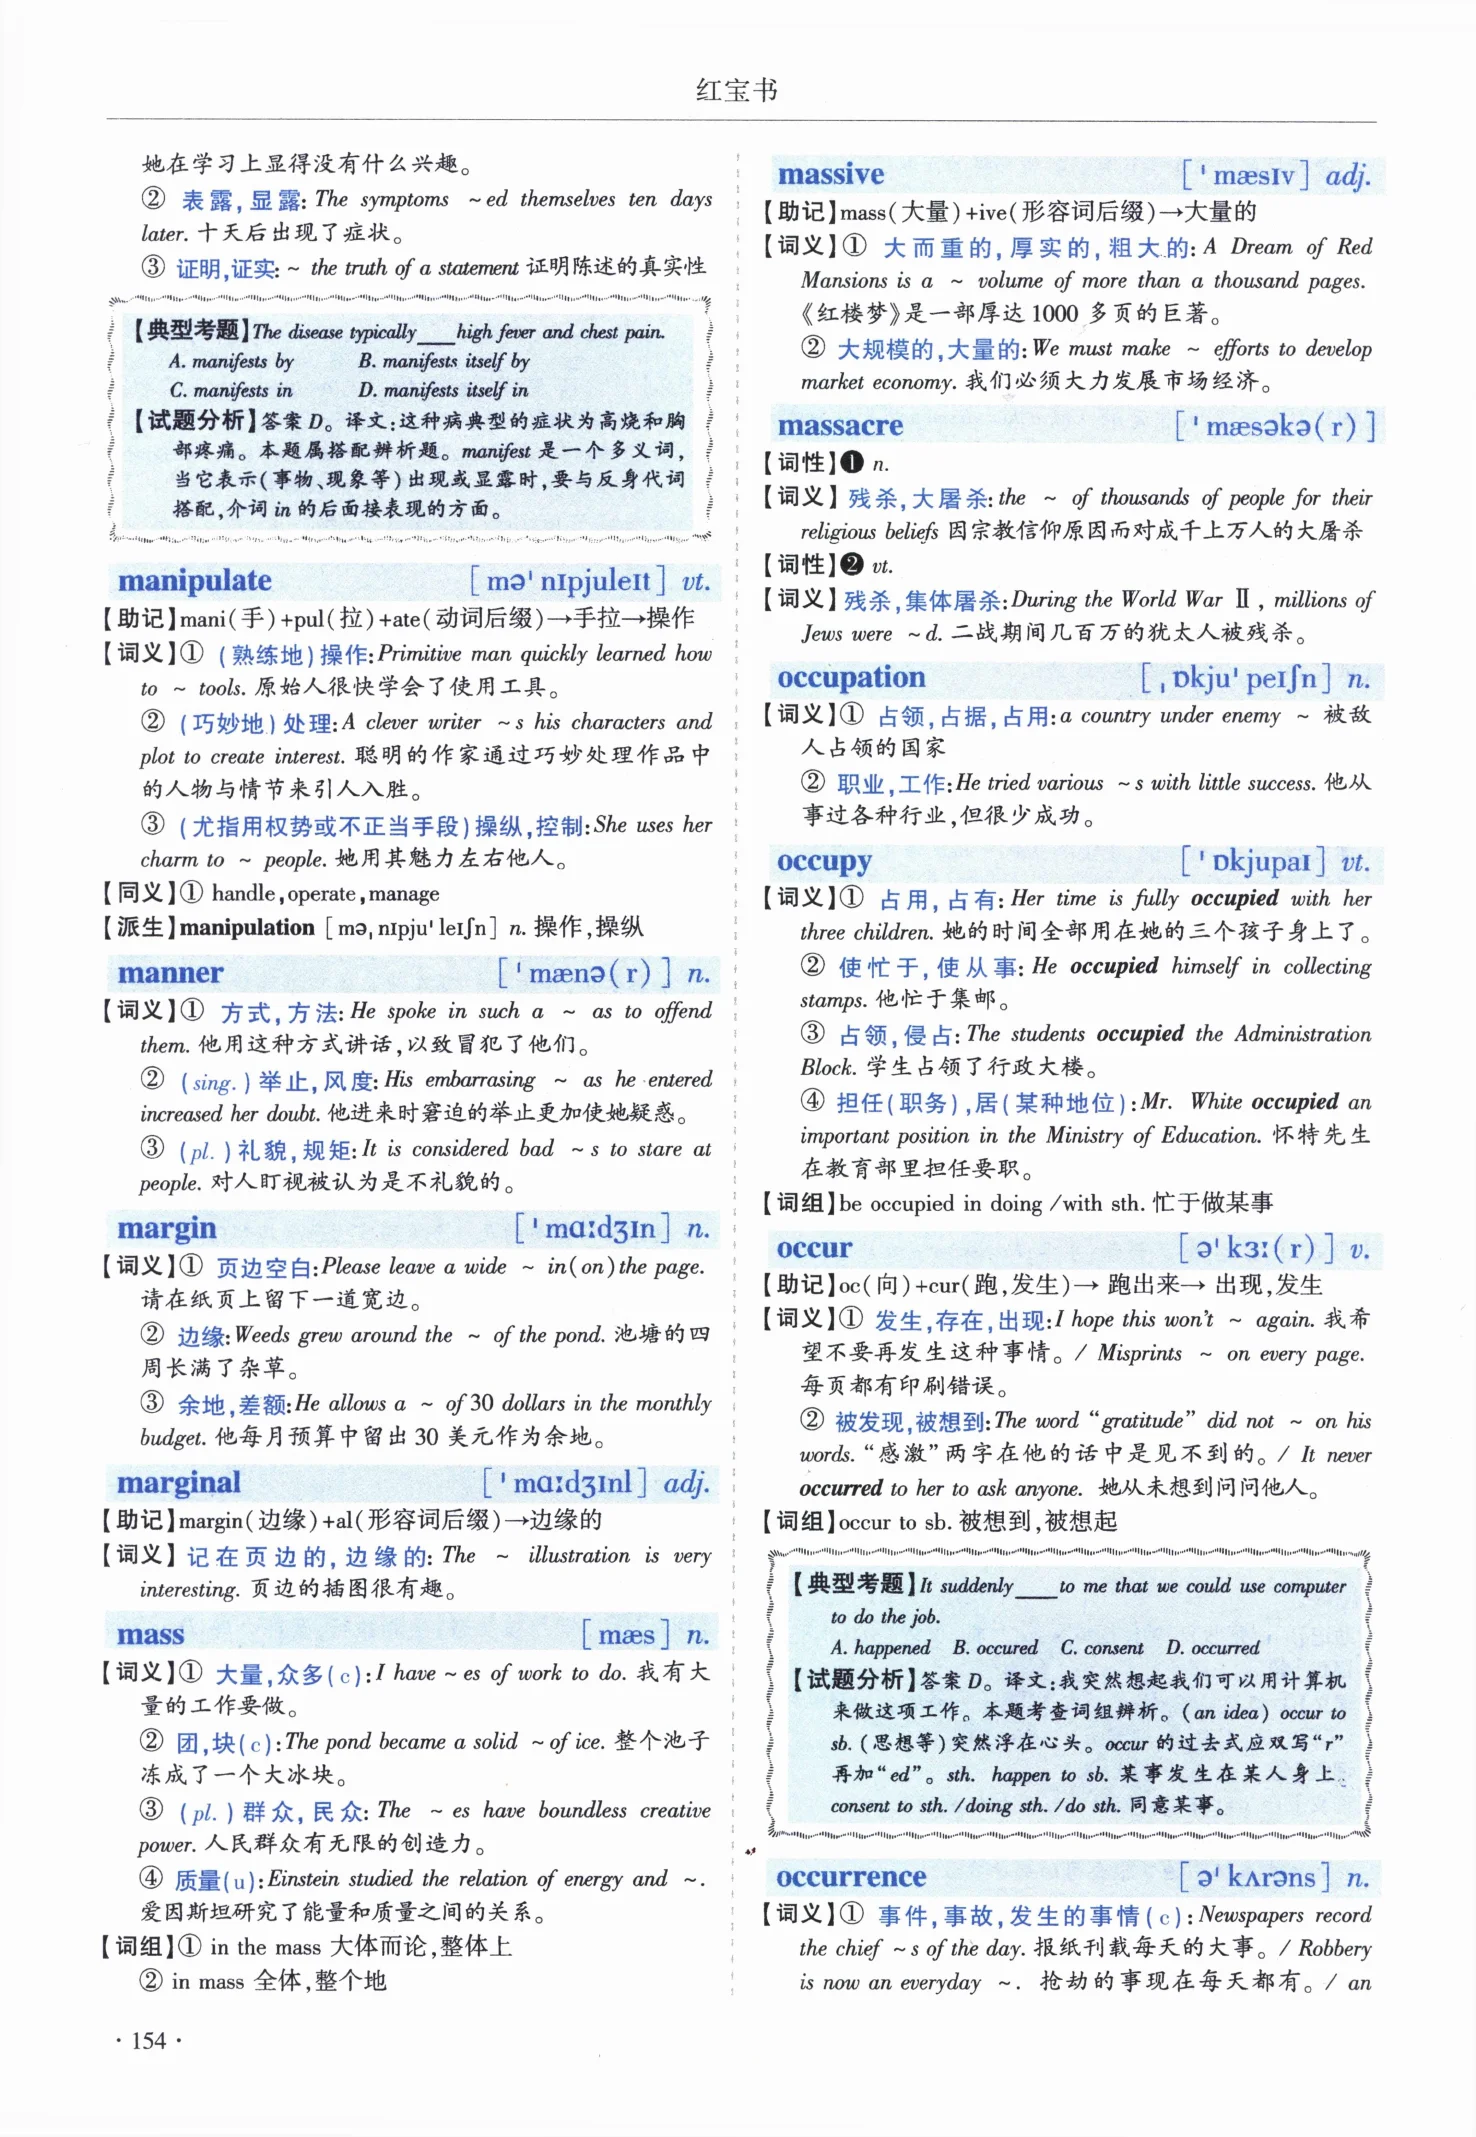 红宝书
她在学习上显得没有什么兴趣。
② 表露,显露: The symptoms ~ed themselves ten days
later. 十天后出现了症状。
③ 证明,证实: ~ the truth of a statement 证明陈述的真实性
【典型考题】The disease typically____high fever and chest pain.
A. manifests by B. manifests itself by
C. manifests in D. manifests itself in
【试题分析】答案 D。译文:这种病典型的症状为高烧和胸
部疼痛。本题属搭配辨析题。manifest 是一个多义词,
当它表示(事物、现象等)出现或显露时,要与反身代词
搭配,介词 in 的后面接表现的方面。
manipulate [mə'nɪpjuleɪt] vt.
【助记】mani(手)+pul(拉)+ate(动词后缀)→手拉→操作
【词义】① (熟练地)操作:Primitive man quickly learned how
to ~ tools. 原始人很快学会了使用工具。
② (巧妙地)处理:A clever writer ~s his characters and
plot to create interest. 聪明的作家通过巧妙处理作品中
的人物与情节来引人入胜。
③ (尤指用权势或不正当手段)操纵,控制:She uses her
charm to ~ people. 她用其魅力左右他人。
【同义】① handle,operate,manage
【派生】manipulation [məˌnɪpju'leɪʃn] n. 操作,操纵
manner ['mænə(r)] n.
【词义】① 方式,方法: He spoke in such a ~ as to offend
them. 他用这种方式讲话,以致冒犯了他们。
② (sing.)举止,风度: His embarrasing ~ as he entered
increased her doubt. 他进来时窘迫的举止更加使她疑惑。
③ (pl.)礼貌,规矩: It is considered bad ~s to stare at
people. 对人盯视被认为是不礼貌的。
margin ['mɑːdʒɪn] n.
【词义】① 页边空白:Please leave a wide ~ in(on)the page.
请在纸页上留下一道宽边。
② 边缘: Weeds grew around the ~ of the pond. 池塘的四
周长满了杂草。
③ 余地,差额:He allows a ~ of 30 dollars in the monthly
budget. 他每月预算中留出 30 美元作为余地。
marginal ['mɑːdʒɪnl] adj.
【助记】margin(边缘)+al(形容词后缀)→边缘的
【词义】记在页边的,边缘的: The ~ illustration is very
interesting. 页边的插图很有趣。
mass [mæs] n.
【词义】① 大量,众多(c):I have ~es of work to do. 我有大
量的工作要做。
② 团,块(c):The pond became a solid ~of ice. 整个池子
冻成了一个大冰块。
③ (pl.)群众,民众: The ~es have boundless creative
power. 人民群众有无限的创造力。
④ 质量(u):Einstein studied the relation of energy and ~.
爱因斯坦研究了能量和质量之间的关系。
【词组】① in the mass 大体而论,整体上
② in mass 全体,整个地
· 154 ·
massive ['mæsɪv] adj.
【助记】mass(大量)+ive(形容词后缀)→大量的
【词义】① 大而重的,厚实的,粗大的: A Dream of Red
Mansions is a ~ volume of more than a thousand pages.
《红楼梦》是一部厚达 1000 多页的巨著。
② 大规模的,大量的:We must make ~ efforts to develop
market economy. 我们必须大力发展市场经济。
massacre ['mæsəkə(r)]
【词性】❶ n.
【词义】残杀,大屠杀: the ~ of thousands of people for their
religious beliefs 因宗教信仰原因而对成千上万人的大屠杀
【词性】❷ vt.
【词义】残杀,集体屠杀:During the World War Ⅱ, millions of
Jews were ~d. 二战期间几百万的犹太人被残杀。
occupation [ˌɒkju'peɪʃn] n.
【词义】① 占领,占据,占用:a country under enemy ~ 被敌
人占领的国家
② 职业,工作:He tried various ~s with little success. 他从
事过各种行业,但很少成功。
occupy ['ɒkjupaɪ] vt.
【词义】① 占用,占有: Her time is fully occupied with her
three children. 她的时间全部用在她的三个孩子身上了。
② 使忙于,使从事: He occupied himself in collecting
stamps. 他忙于集邮。
③ 占领,侵占: The students occupied the Administration
Block. 学生占领了行政大楼。
④ 担任(职务),居(某种地位):Mr. White occupied an
important position in the Ministry of Education. 怀特先生
在教育部里担任要职。
【词组】be occupied in doing /with sth. 忙于做某事
occur [ə'kɜː(r)] v.
【助记】oc(向)+cur(跑,发生)→ 跑出来→ 出现,发生
【词义】① 发生,存在,出现:I hope this won't ~ again. 我希
望不要再发生这种事情。/ Misprints ~ on every page.
每页都有印刷错误。
② 被发现,被想到:The word “gratitude” did not ~ on his
words. “感激”两字在他的话中是见不到的。/ It never
occurred to her to ask anyone. 她从未想到问问他人。
【词组】occur to sb. 被想到,被想起
【典型考题】It suddenly____to me that we could use computer
to do the job.
A. happened B. occured C. consent D. occurred
【试题分析】答案 D。译文:我突然想起我们可以用计算机
来做这项工作。本题考查词组辨析。(an idea) occur to
sb. (思想等)突然浮在心头。occur 的过去式应双写“r”
再加“ed”。sth. happen to sb. 某事发生在某人身上;
consent to sth. /doing sth. /do sth. 同意某事。
occurrence [ə'kʌrəns] n.
【词义】① 事件,事故,发生的事情(c): Newspapers record
the chief ~s of the day. 报纸刊载每天的大事。/ Robbery
is now an everyday ~. 抢劫的事现在每天都有。/ an